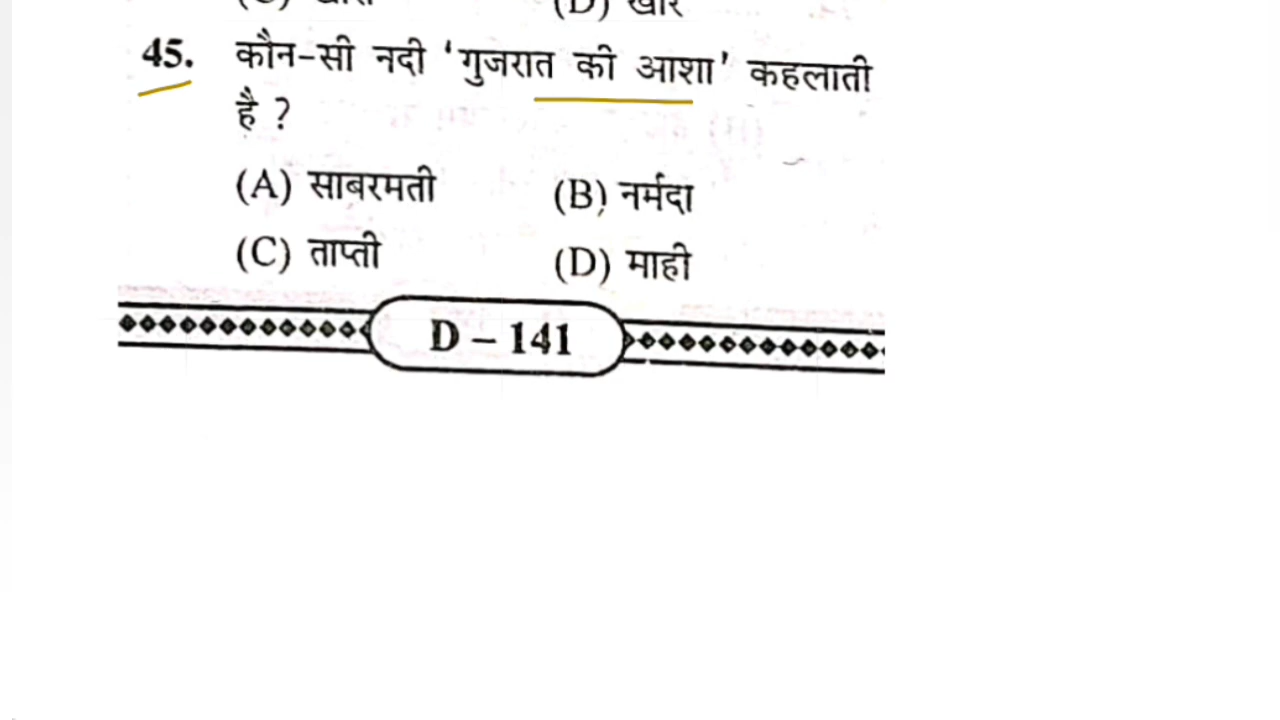 45. कौन-सी नदी 'गुजरात की आशा' कहलाती
है ?
(A) साबरमती (B) नर्मदा
(C) ताप्ती (D) माही
D – 141